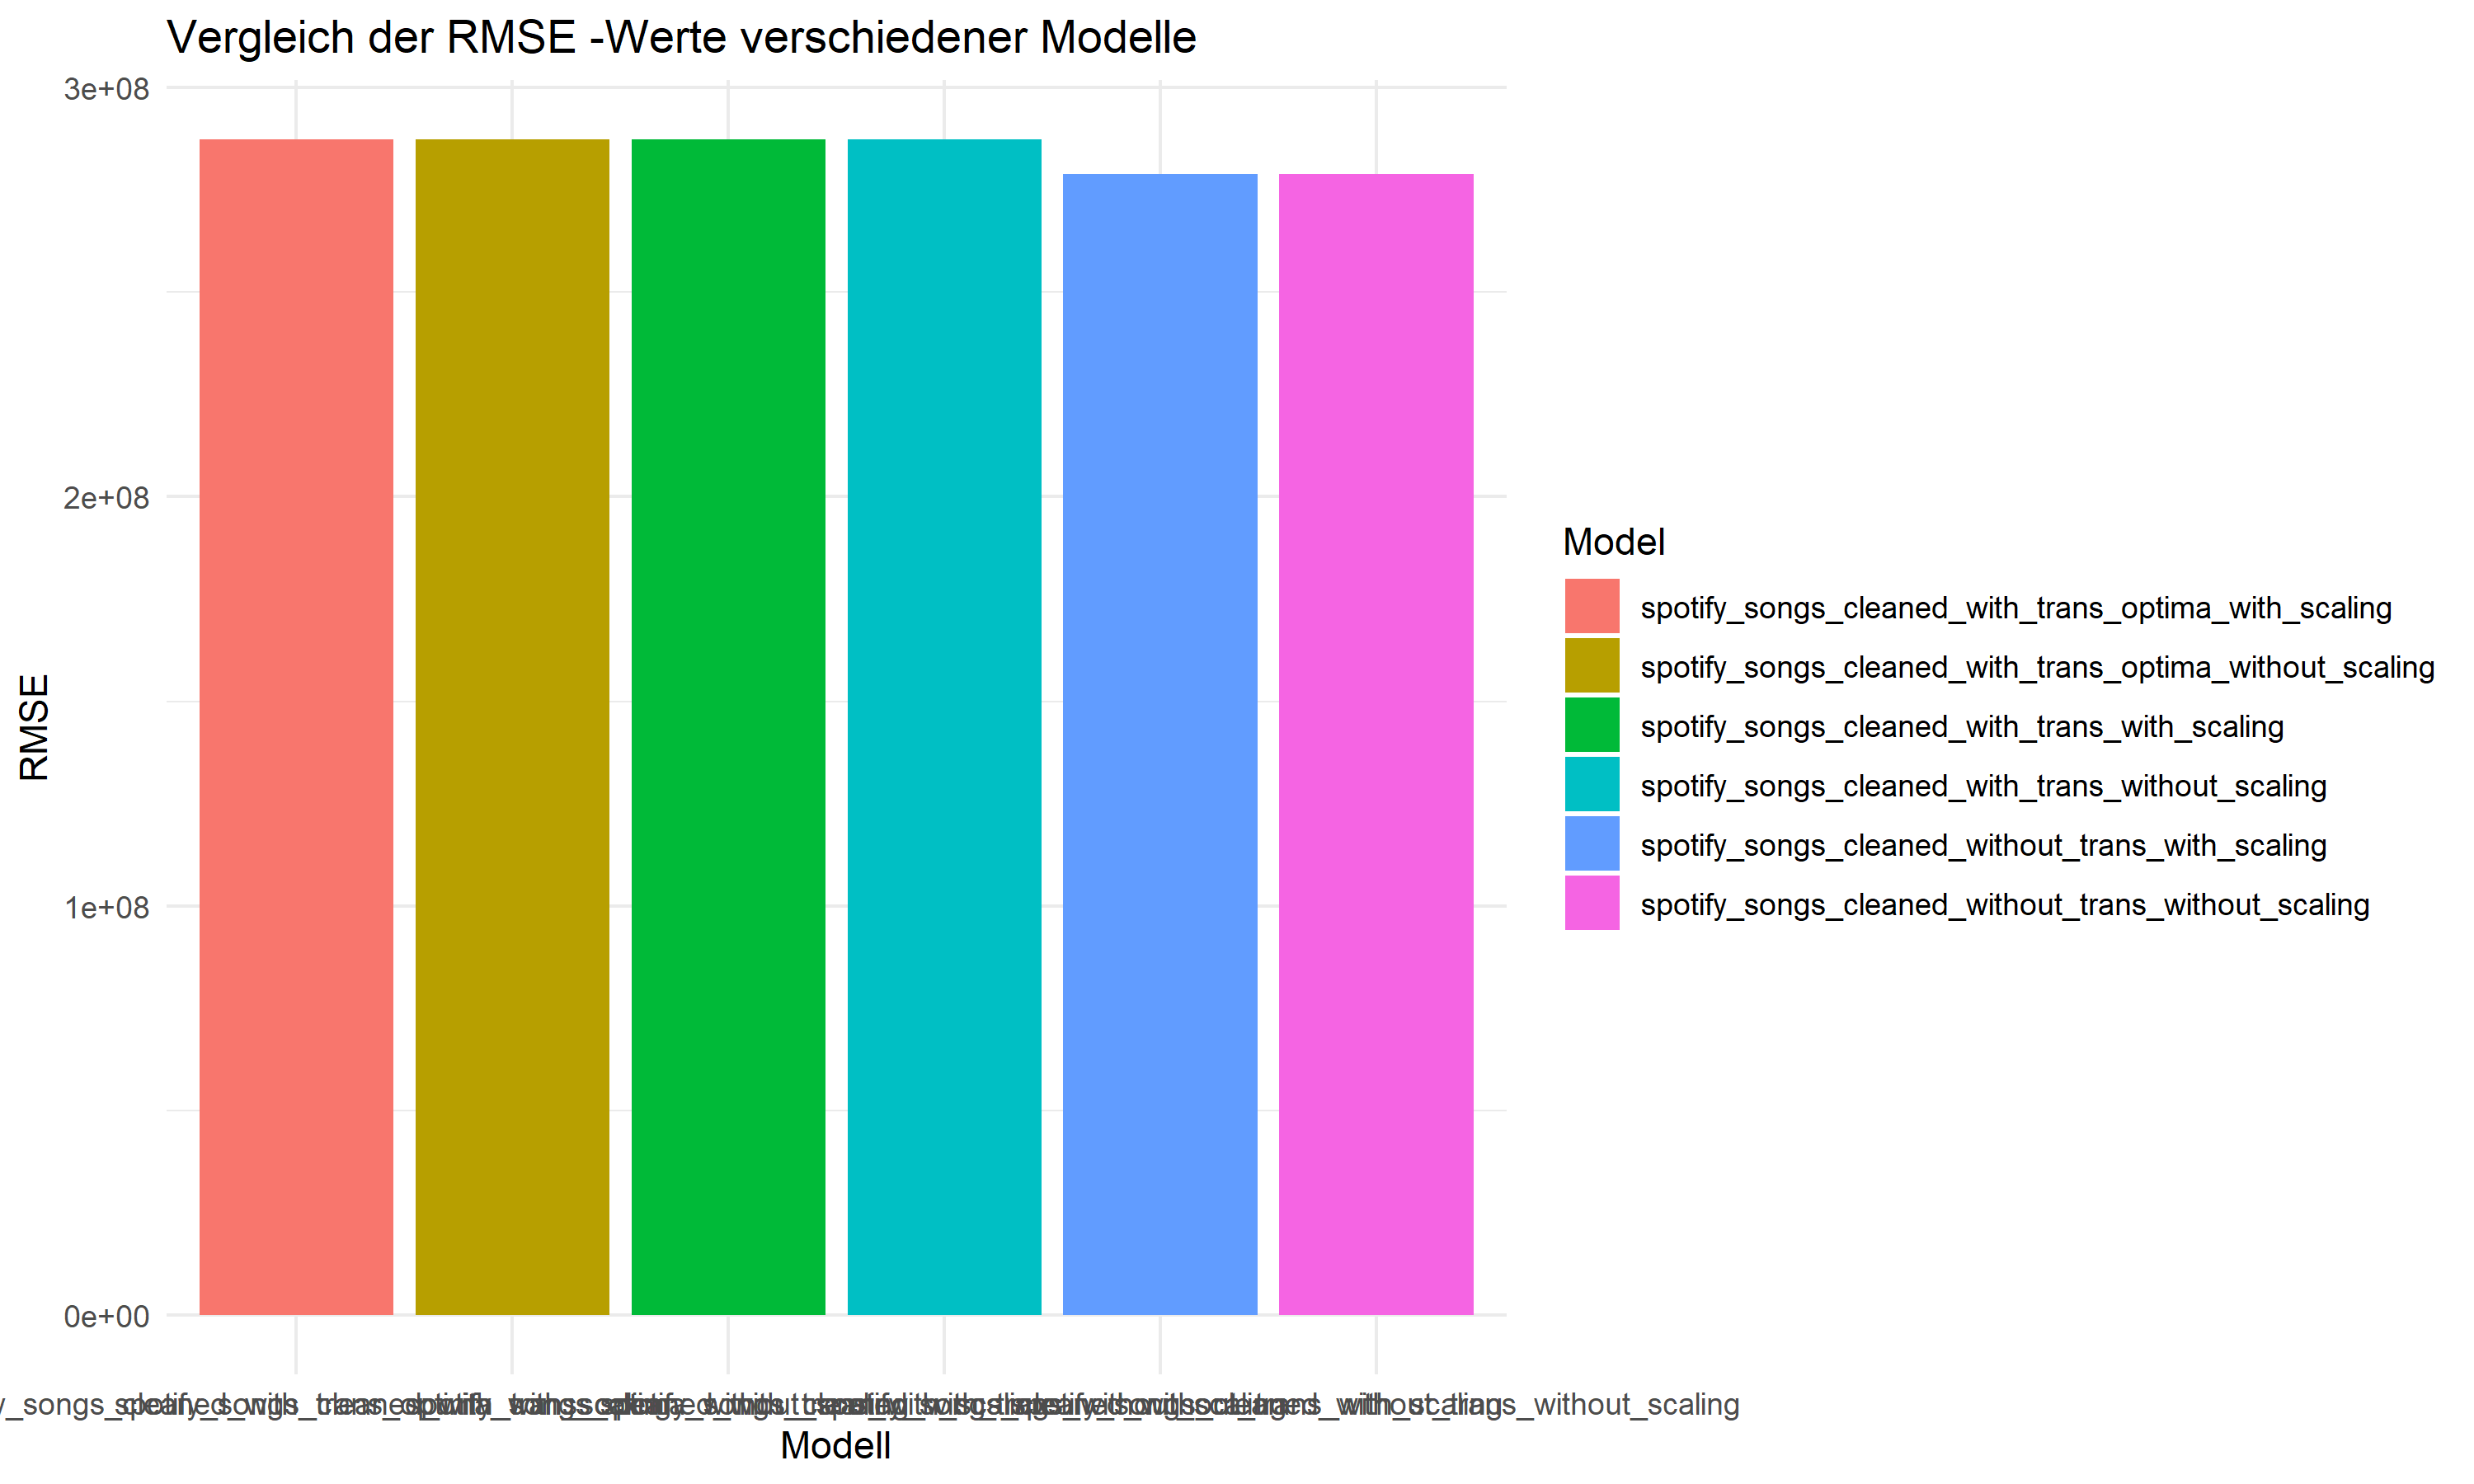 Vergleich der RMSE -Werte verschiedener Modelle
3e+08
2e+08
1e+08
0e+00
RMSE
Modell
Model
spotify_songs_cleaned_with_trans_optima_with_scaling
spotify_songs_cleaned_with_trans_optima_without_scaling
spotify_songs_cleaned_with_trans_with_scaling
spotify_songs_cleaned_with_trans_without_scaling
spotify_songs_cleaned_without_trans_with_scaling
spotify_songs_cleaned_without_trans_without_scaling